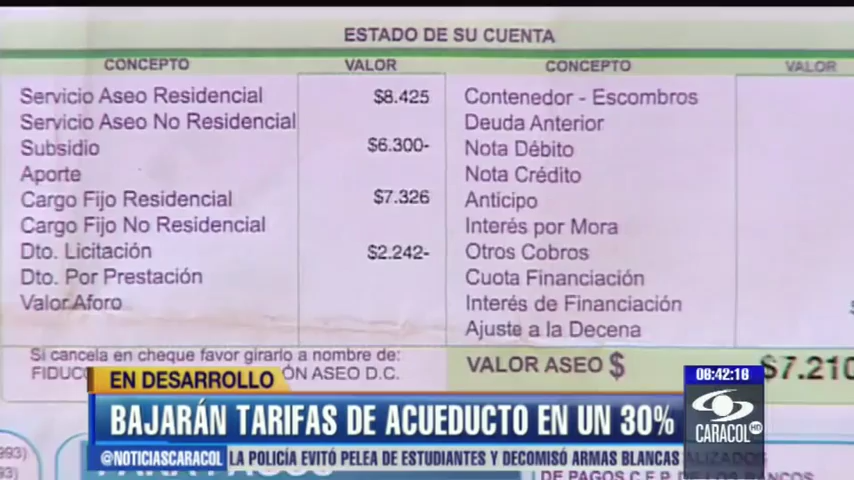 ESTADO DE SU CUENTA
CONCEPTO VALOR CONCEPTO VALOR
Servicio Aseo Residencial $8.425 Contenedor - Escombros
Servicio Aseo No Residencial Deuda Anterior
Subsidio $6.300- Nota Débito
Aporte Nota Crédito
Cargo Fijo Residencial $7.326 Anticipo
Cargo Fijo No Residencial Interés por Mora
Dto. Licitación $2.242- Otros Cobros
Dto. Por Prestación Cuota Financiación
Valor Aforo Interés de Financiación
Ajuste a la Decena
Si cancela en cheque favor girarlo a nombre de:
ÓN ASEO D.C. VALOR ASEO $ $7.210
EN DESARROLLO
08:42:18
BAJARÁN TARIFAS DE ACUEDUCTO EN UN 30%
CARACOL HD
@NOTICIASCARACOL LA POLICÍA EVITÓ PELEA DE ESTUDIANTES Y DECOMISÓ ARMAS BLANCAS